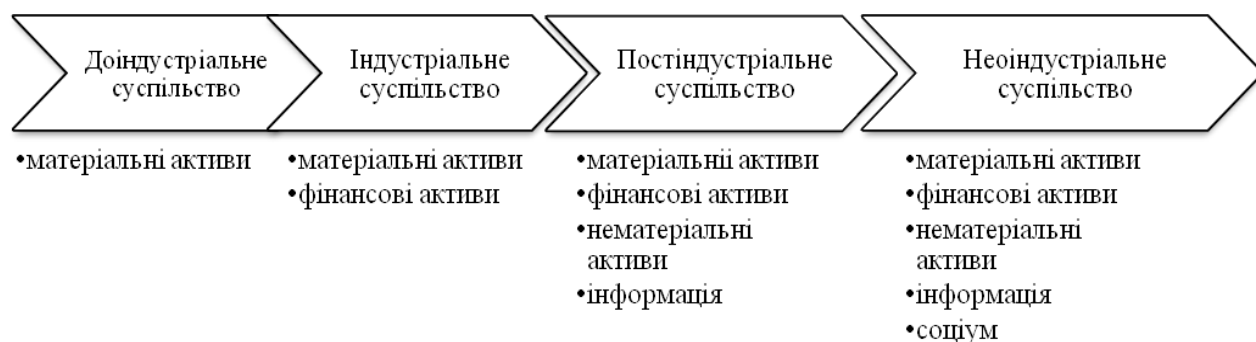 Доіндустріальне
суспільство
•матеріальні активи
Індустріальне
суспільство
•матеріальні активи
•фінансові активи
Постіндустріальне
суспільство
•матеріальніі активи
•фінансові активи
•нематеріальні
активи
•інформація
Неоіндустріальне
суспільство
•матеріальні активи
•фінансові активи
•нематеріальні
активи
•інформація
•соціум